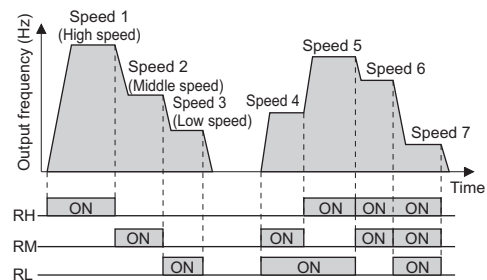 Output frequency (Hz)
Speed 1
(High speed)
Speed 2
(Middle speed)
Speed 3
(Low speed)
Speed 4
Speed 5
Speed 6
Speed 7
Time
RH ON ON ON ON
RM ON ON ON ON
RL ON ON ON